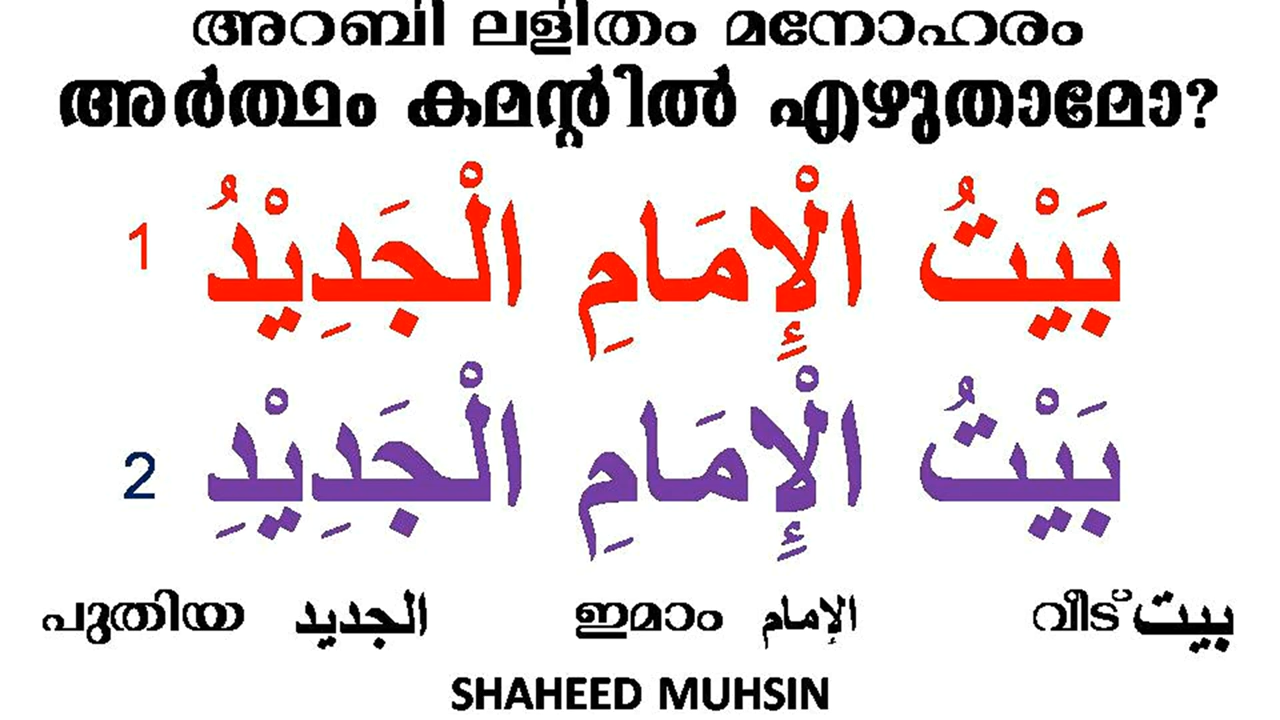 അറബി ലളിതം മനോഹരം
അർത്ഥം കമന്റിൽ എഴുതാമോ?
1 بَيْتُ الْإِمَامِ الْجَدِيْدُ
2 بَيْتُ الْإِمَامِ الْجَدِيْدِ
പുതിയ الجديد ഇമാം الإمام വീട് بيت
SHAHEED MUHSIN